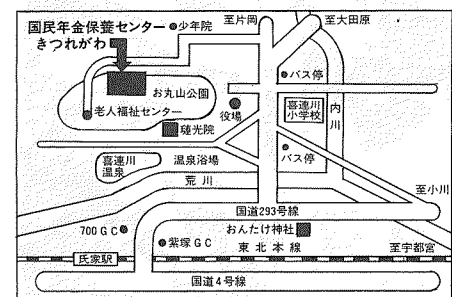 国民年金保養センター
きつれがわ
少年院
至片岡
至大田原
バス停
お丸山公園
役場
喜連川
小学校
内川
老人福祉センター
光院
喜連川
温泉
温泉浴場
バス停
荒川
至小川
国道293号線
700GC
おんたけ神社
紫塚GC
東北本線
至宇都宮
氏家駅
国道4号線